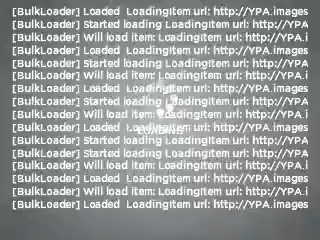 [BulkLoader] Loaded LoadingItem url: http://YPA.images
[BulkLoader] Started loading LoadingItem url: http://YPA
[BulkLoader] Will load item: LoadingItem url: http://YPA.i
[BulkLoader] Loaded LoadingItem url: http://YPA.images
[BulkLoader] Started loading LoadingItem url: http://YPA
[BulkLoader] Will load item: LoadingItem url: http://YPA.i
[BulkLoader] Loaded LoadingItem url: http://YPA.images
[BulkLoader] Started loading LoadingItem url: http://YPA
[BulkLoader] Will load item: LoadingItem url: http://YPA.i
[BulkLoader] Loaded LoadingItem url: http://YPA.images
LOADING
[BulkLoader] Started loading LoadingItem url: http://YPA
[BulkLoader] Started loading LoadingItem url: http://YPA
[BulkLoader] Will load item: LoadingItem url: http://YPA.i
[BulkLoader] Loaded LoadingItem url: http://YPA.images
[BulkLoader] Will load item: LoadingItem url: http://YPA.i
[BulkLoader] Loaded LoadingItem url: http://YPA.images